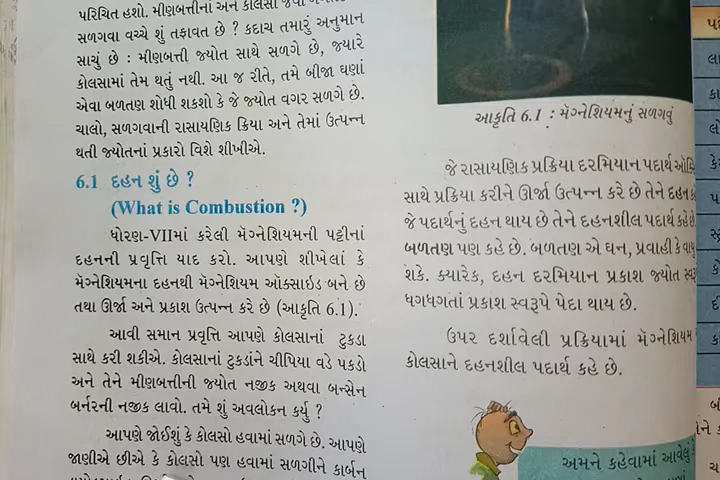 પરિચિત હશો. મીણબત્તીનાં અને કોલસા જેવા
સળગવા વચ્ચે શું તફાવત છે ? કદાચ તમારું અનુમાન
સાચું છે : મીણબત્તી જ્યોત સાથે સળગે છે, જ્યારે
કોલસામાં તેમ થતું નથી. આ જ રીતે, તમે બીજા ઘણાં
એવા બળતણ શોધી શકશો કે જે જ્યોત વગર સળગે છે.
ચાલો, સળગવાની રાસાયણિક ક્રિયા અને તેમાં ઉત્પન્ન
થતી જ્યોતનાં પ્રકારો વિશે શીખીએ.
6.1 દહન શું છે ?
(What is Combustion ?)
ધોરણ-VIIમાં કરેલી મૅગ્નેશિયમની પટ્ટીનાં
દહનની પ્રવૃત્તિ યાદ કરો. આપણે શીખેલાં કે
મૅગ્નેશિયમના દહનથી મૅગ્નેશિયમ ઑક્સાઇડ બને છે
તથા ઊર્જા અને પ્રકાશ ઉત્પન્ન કરે છે (આકૃતિ 6.1).
આવી સમાન પ્રવૃત્તિ આપણે કોલસાનાં ટુકડા
સાથે કરી શકીએ. કોલસાનાં ટુકડાંને ચીપિયા વડે પકડો
અને તેને મીણબત્તીની જ્યોત નજીક અથવા બન્સેન
બર્નરની નજીક લાવો. તમે શું અવલોકન કર્યુ ?
આપણે જોઈશું કે કોલસો હવામાં સળગે છે. આપણે
જાણીએ છીએ કે કોલસો પણ હવામાં સળગીને કાર્બન
આકૃતિ 6.1 : મૅગ્નેશિયમનું સળગવું
જે રાસાયણિક પ્રક્રિયા દરમિયાન પદાર્થ
સાથે પ્રક્રિયા કરીને ઊર્જા ઉત્પન્ન કરે છે તેને દહન
જે પદાર્થનું દહન થાય છે તેને દહનશીલ પદાર્થ કહે છે
બળતણ પણ કહે છે. બળતણ એ ઘન, પ્રવાહી કે
શકે. ક્યારેક, દહન દરમિયાન પ્રકાશ જ્યોત
ધગધગતાં પ્રકાશ સ્વરૂપે પેદા થાય છે.
ઉપર દર્શાવેલી પ્રક્રિયામાં મૅગ્નેશિયમ
કોલસાને દહનશીલ પદાર્થ કહે છે.
અમને કહેવામાં આવેલું